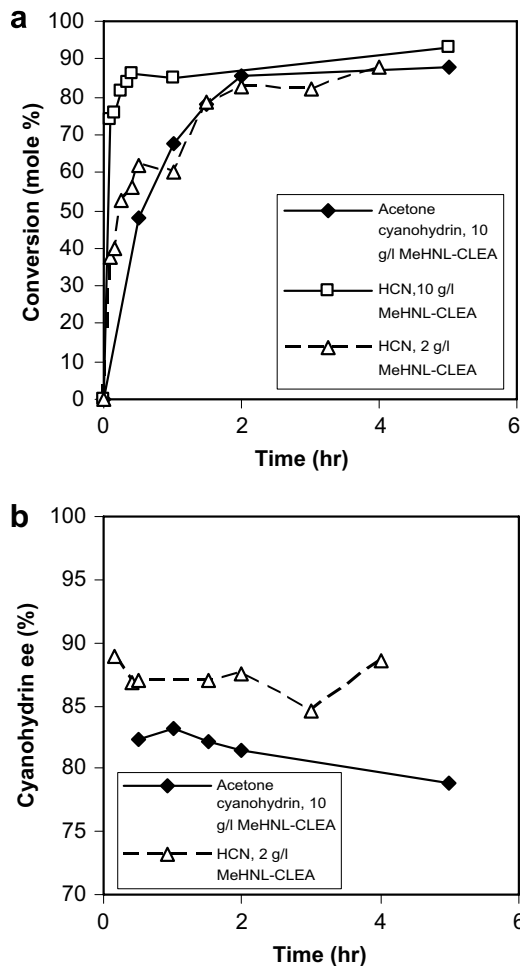 a
100
90
80
70
60
50
40
30
20
10
0
Conversion (mole %)
Acetone
cyanohydrin, 10
g/l MeHNL-CLEA
HCN,10 g/l
MeHNL-CLEA
HCN, 2 g/l
MeHNL-CLEA
0 2 4 6
Time (hr)
b
100
95
90
85
80
75
70
Cyanohydrin ee (%)
Acetone
cyanohydrin, 10
g/l MeHNL-CLEA
HCN, 2 g/l
MeHNL-CLEA
0 2 4 6
Time (hr)